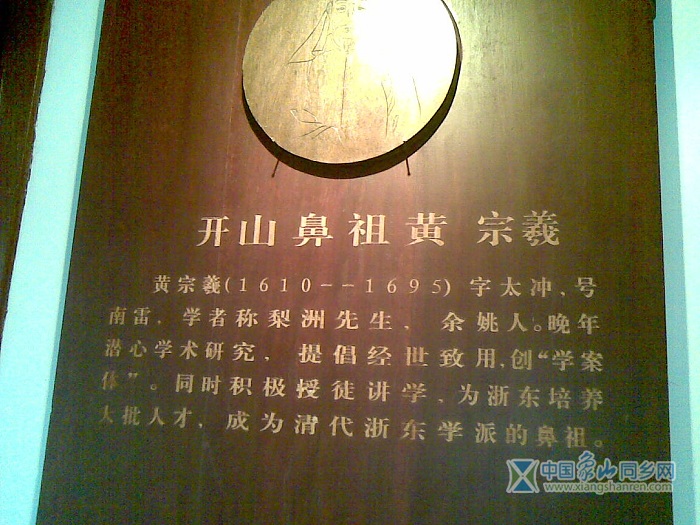 开山鼻祖黄宗羲
黄宗羲(1610--1695)字太冲、号
南雷，学者称梨洲先生，余姚人。晚年
潜心学术研究，提倡经世致用,创“学案
体”。同时积极授徒讲学，为浙东培养
大批人才，成为清代浙东学派的鼻祖。
中国象山同乡网
www.xiangshanren.com